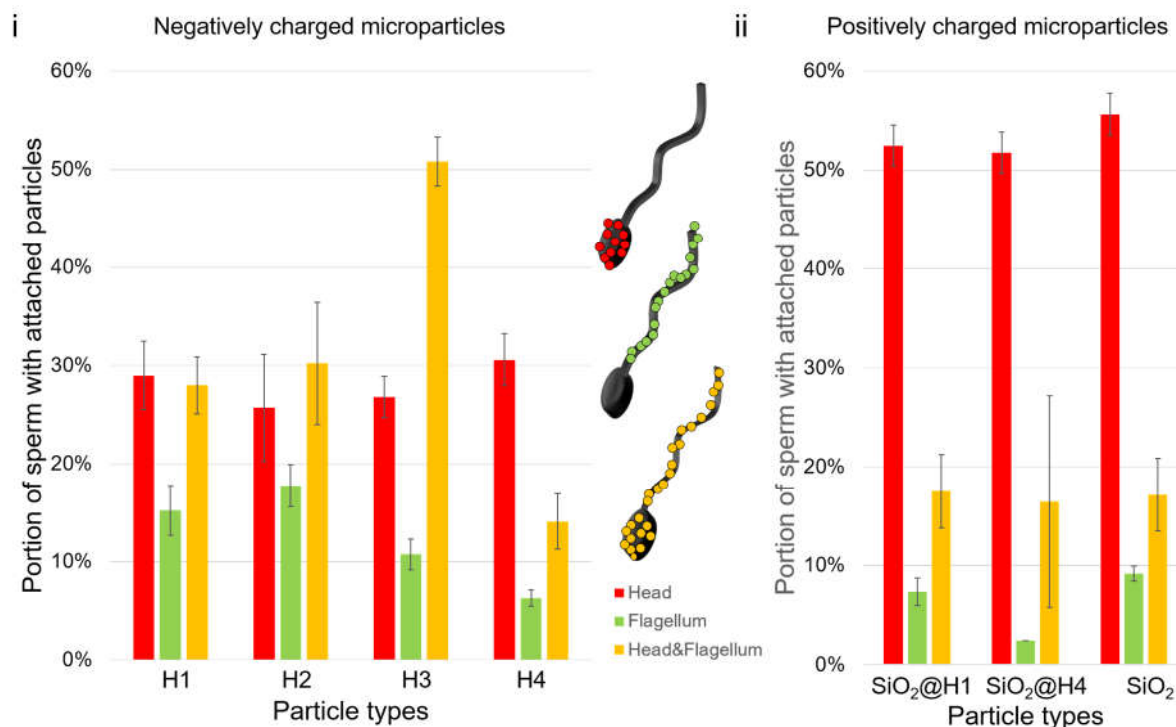 i
Negatively charged microparticles
Portion of sperm with attached particles
60%
50%
40%
30%
20%
10%
0%
H1 H2 H3 H4
Particle types
Head
Flagellum
Head&Flagellum
ii
Positively charged microparticles
Portion of sperm with attached particles
60%
50%
40%
30%
20%
10%
0%
SiO₂@H1 SiO₂@H4 SiO₂
Particle types